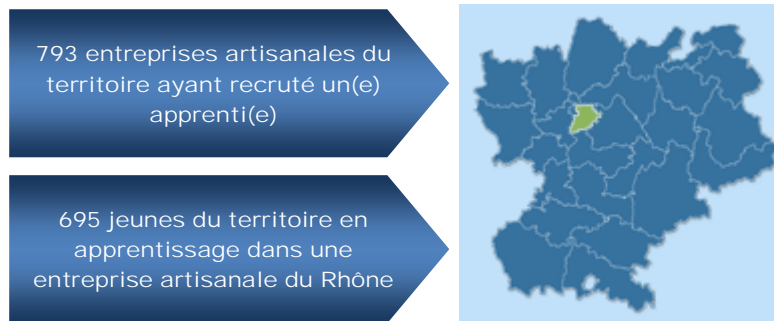 793 entreprises artisanales du
territoire ayant recruté un(e)
apprenti(e)
695 jeunes du territoire en
apprentissage dans une
entreprise artisanale du Rhône